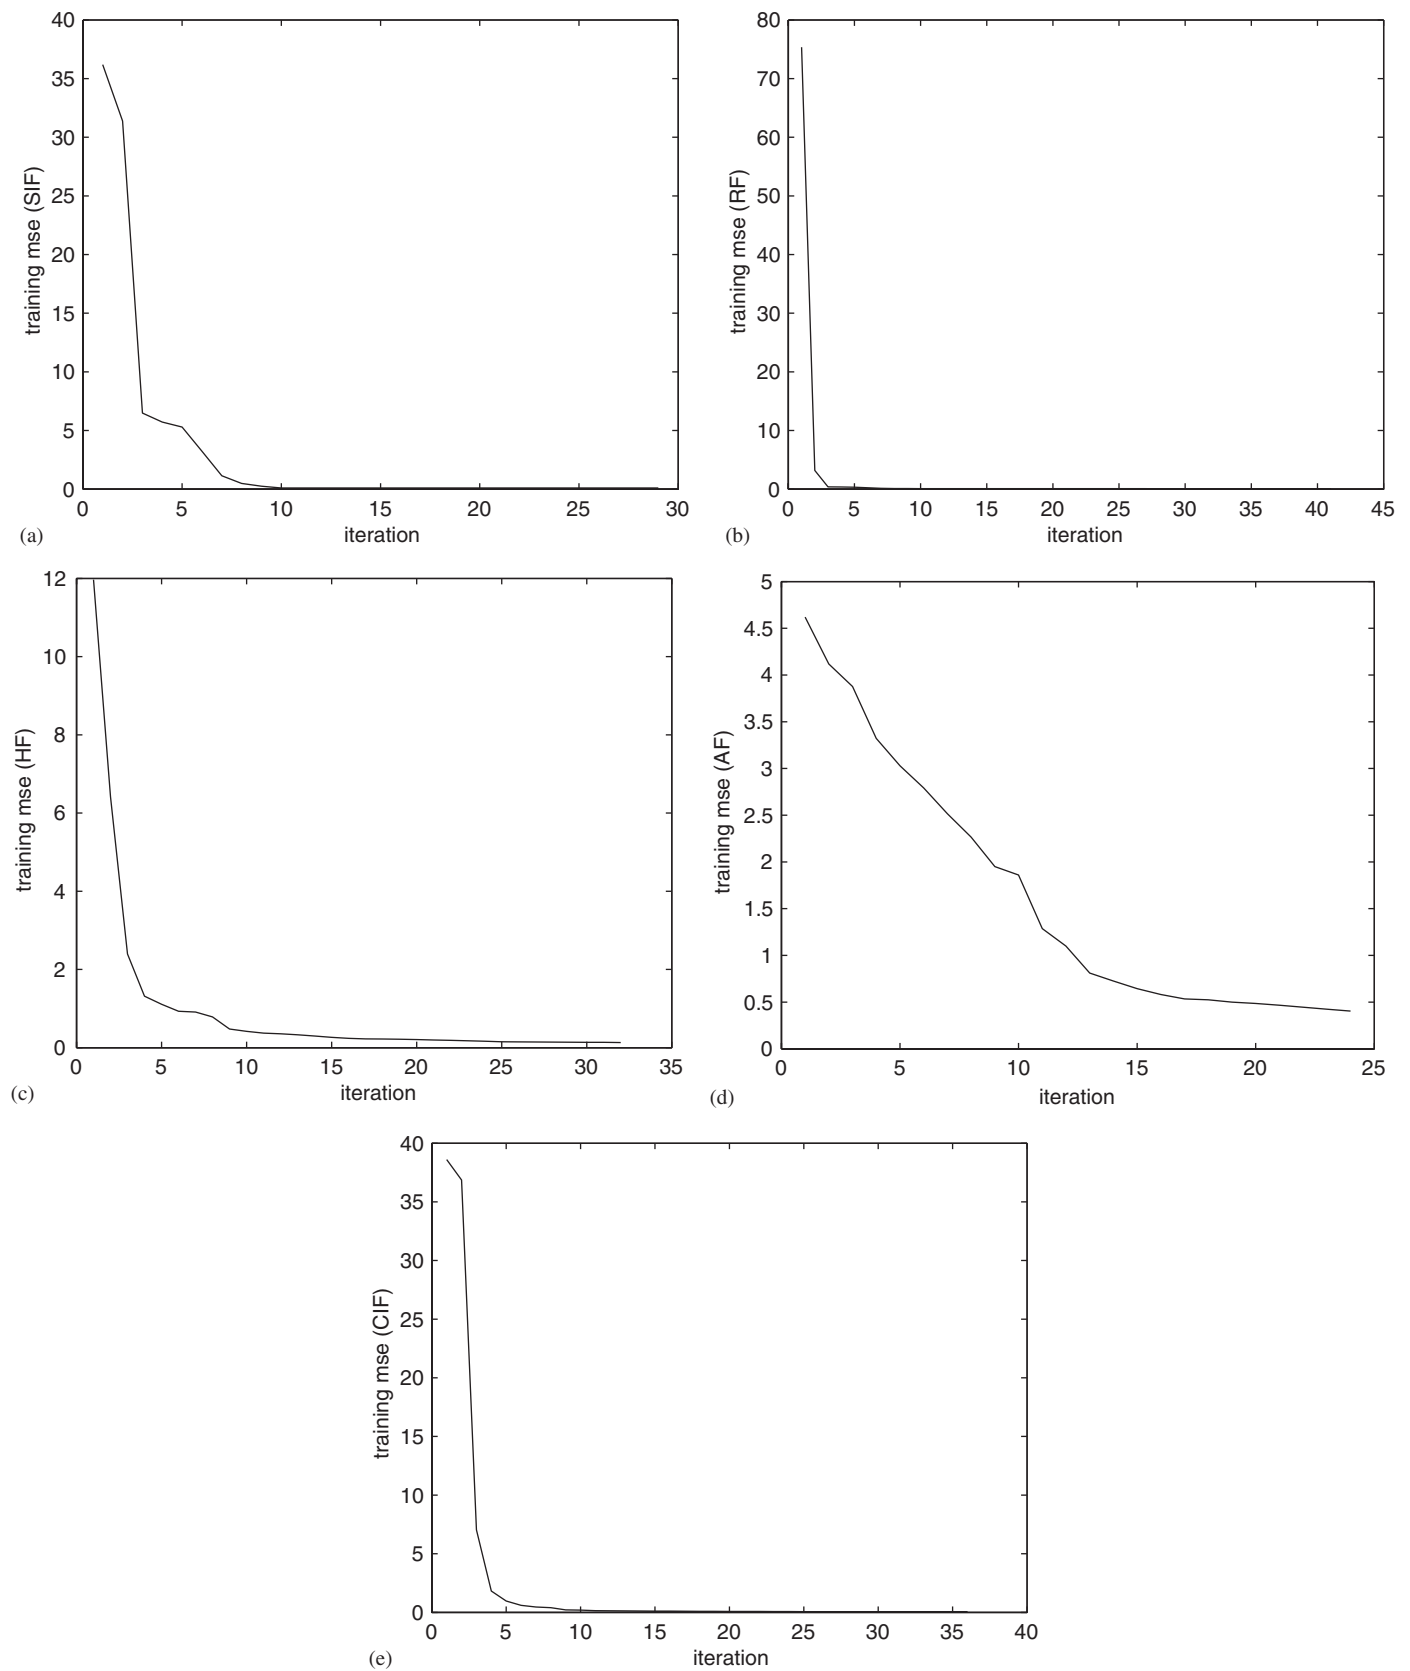 40
35
30
25
20
15
10
5
0
training mse (SIF)
0 5 10 15 20 25 30
iteration
(a)
80
70
60
50
40
30
20
10
0
training mse (RF)
0 5 10 15 20 25 30 35 40 45
iteration
(b)
12
10
8
6
4
2
0
training mse (HF)
0 5 10 15 20 25 30 35
iteration
(c)
5
4.5
4
3.5
3
2.5
2
1.5
1
0.5
0
training mse (AF)
0 5 10 15 20 25
iteration
(d)
40
35
30
25
20
15
10
5
0
training mse (CIF)
0 5 10 15 20 25 30 35 40
iteration
(e)